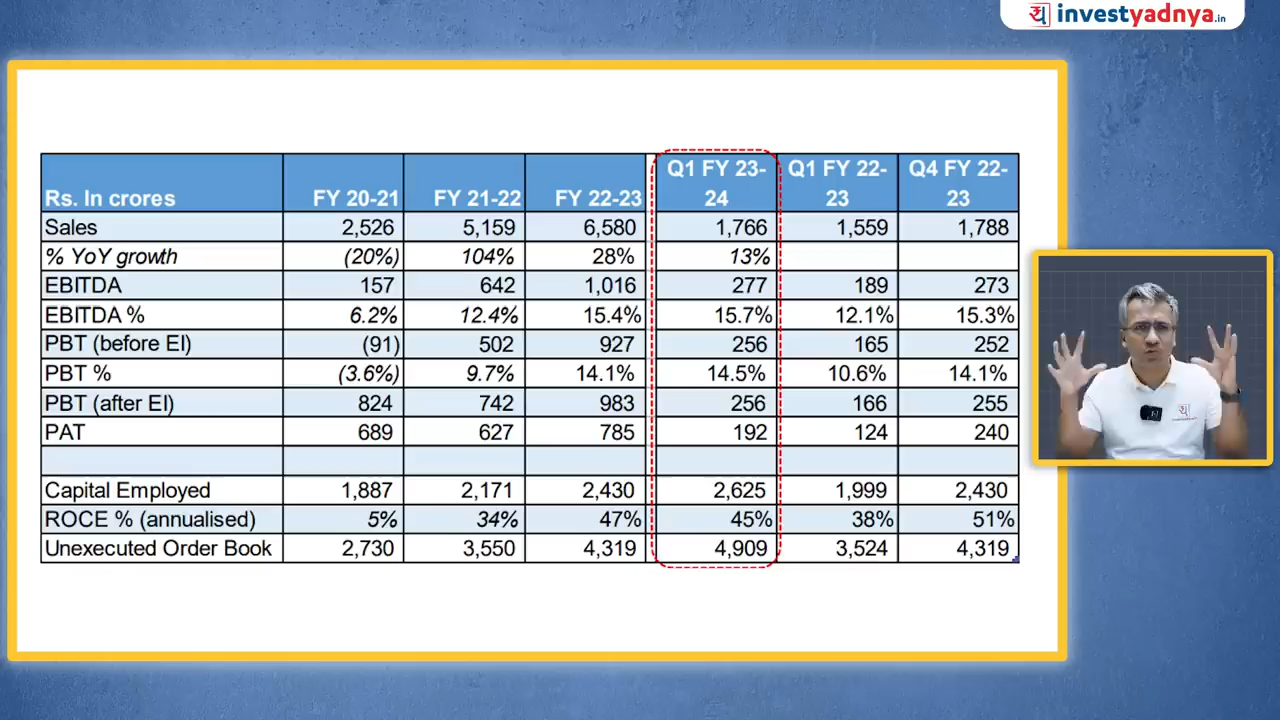 investyadnya.in
Rs. In crores FY 20-21 FY 21-22 FY 22-23 Q1 FY 23-24 Q1 FY 22-23 Q4 FY 22-23
Sales 2,526 5,159 6,580 1,766 1,559 1,788
% YoY growth (20%) 104% 28% 13%
EBITDA 157 642 1,016 277 189 273
EBITDA % 6.2% 12.4% 15.4% 15.7% 12.1% 15.3%
PBT (before EI) (91) 502 927 256 165 252
PBT % (3.6%) 9.7% 14.1% 14.5% 10.6% 14.1%
PBT (after EI) 824 742 983 256 166 255
PAT 689 627 785 192 124 240
Capital Employed 1,887 2,171 2,430 2,625 1,999 2,430
ROCE % (annualised) 5% 34% 47% 45% 38% 51%
Unexecuted Order Book 2,730 3,550 4,319 4,909 3,524 4,319